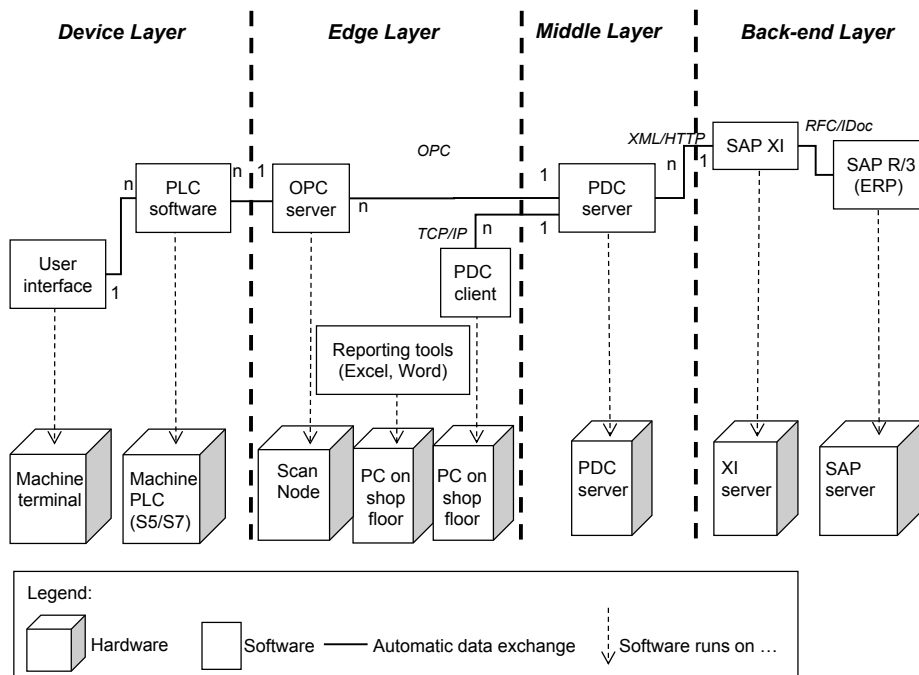 Device Layer
Edge Layer
Middle Layer
Back-end Layer
OPC
XML/HTTP
RFC/IDoc
n
PLC
software
n
1
OPC
server
n
1
PDC
server
n
1
SAP XI
SAP R/3
(ERP)
User
interface
1
TCP/IP
n
1
PDC
client
Reporting tools
(Excel, Word)
Machine
terminal
Machine
PLC
(S5/S7)
Scan
Node
PC on
shop
floor
PC on
shop
floor
PDC
server
XI
server
SAP
server
Legend:
Hardware
Software
Automatic data exchange
Software runs on …